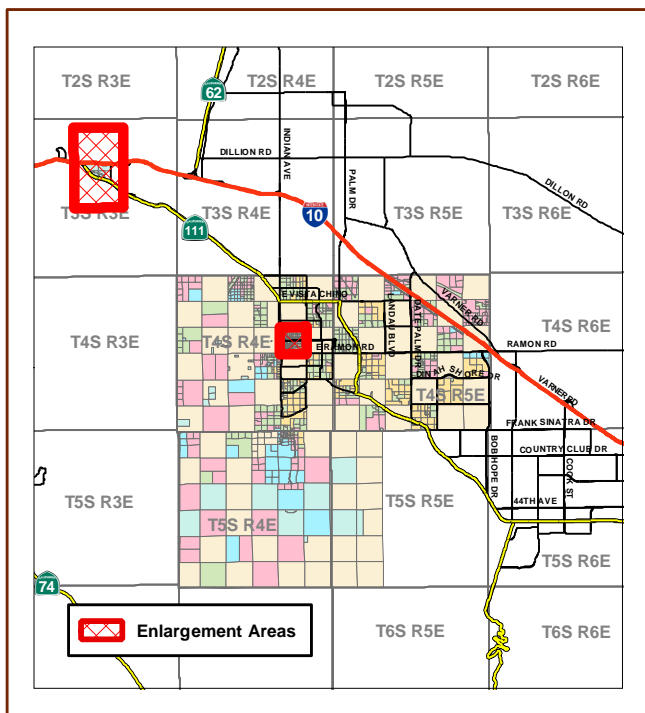 T2S R3E
T2S R4E
T2S R5E
T2S R6E
62
INDIAN AVE
DILLION RD
PALM DR
DILLON RD
T3S R3E
T3S R4E
10
T3S R5E
T3S R6E
111
E VISTA CHINO
VARNER RD
LANDAU BLVD
DATE PALM DR
T4S R3E
T4S R4E
T4S R6E
E RAMON RD
RAMON RD
DINAH SHORE DR
VARNER RD
T4S R5E
FRANK SINATRA DR
BOB HOPE DR
COUNTRY CLUB DR
COOK ST
T5S R3E
T5S R4E
T5S R5E
44TH AVE
T5S R6E
74
Enlargement Areas
T6S R5E
T6S R6E